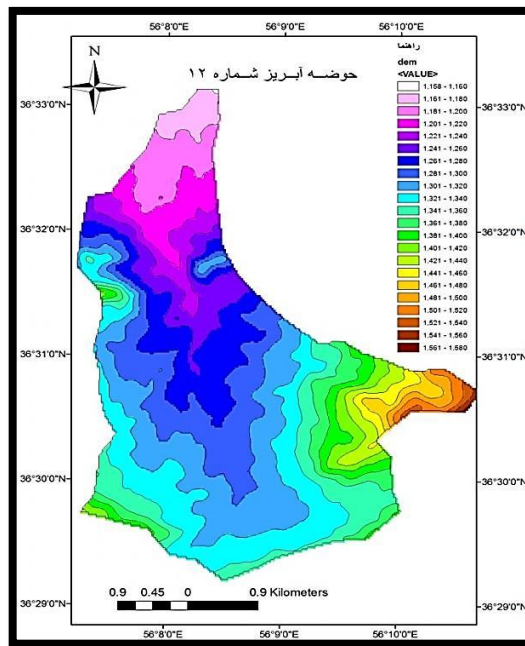 56°8'0"E 56°9'0"E 56°10'0"E
N
حوضه آبریز شماره ۱۲
راهنما
dem
<VALUE>
1.158 - 1.160
1.161 - 1.180
1.181 - 1.200
1.201 - 1.220
1.221 - 1.240
1.241 - 1.260
1.261 - 1.280
1.281 - 1.300
1.301 - 1.320
1.321 - 1.340
1.341 - 1.360
1.361 - 1.380
1.381 - 1.400
1.401 - 1.420
1.421 - 1.440
1.441 - 1.460
1.461 - 1.480
1.481 - 1.500
1.501 - 1.520
1.521 - 1.540
1.541 - 1.560
1.561 - 1.580
36°33'0"N 36°33'0"N
36°32'0"N 36°32'0"N
36°31'0"N 36°31'0"N
36°30'0"N 36°30'0"N
36°29'0"N 36°29'0"N
0.9 0.45 0 0.9 Kilometers
56°8'0"E 56°9'0"E 56°10'0"E